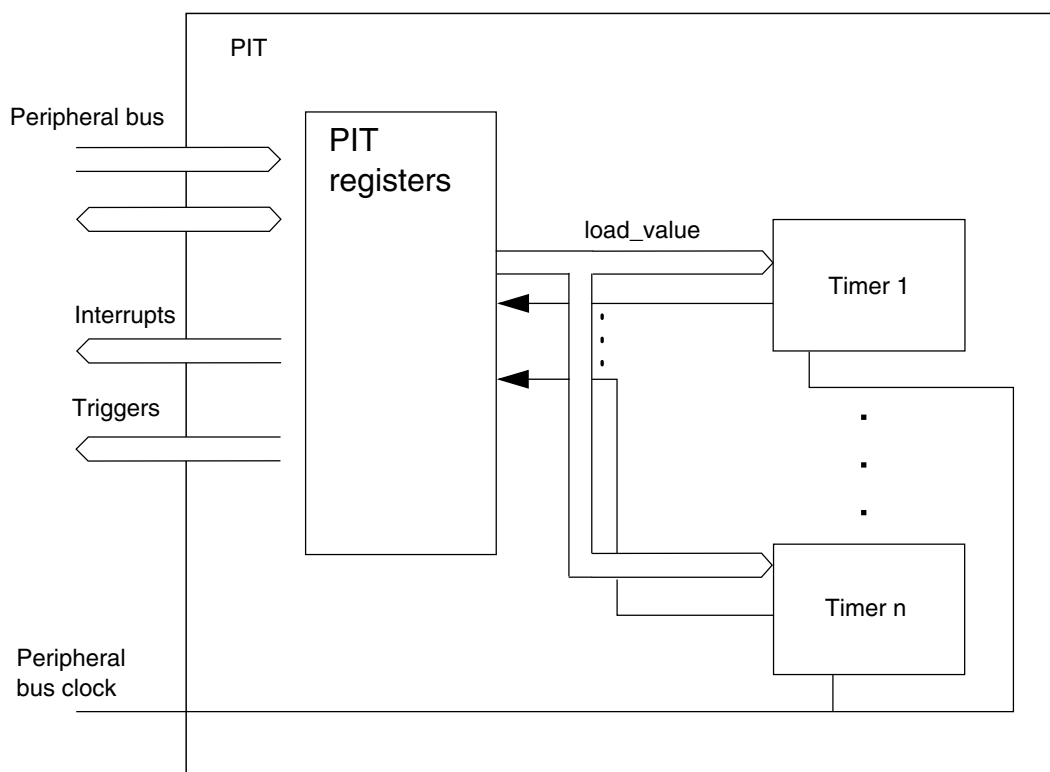 PIT
Peripheral bus
PIT
registers
load_value
Timer 1
Interrupts
Triggers
Timer n
Peripheral
bus clock